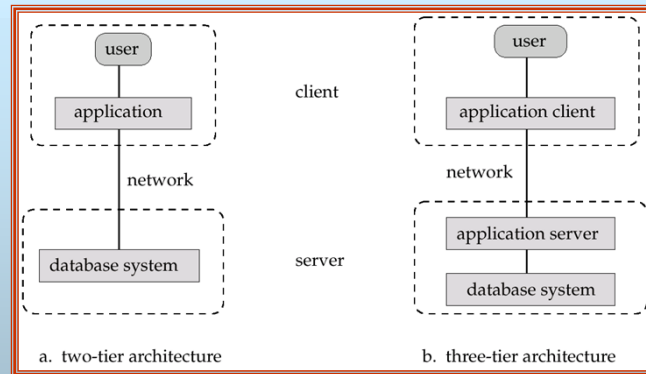 user
application
network
database system
a. two-tier architecture
client
server
user
application client
network
application server
database system
b. three-tier architecture